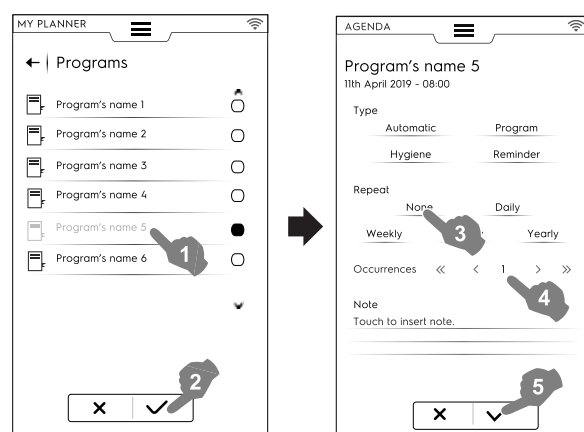 MY PLANNER
Programs
Program's name 1
Program's name 2
Program's name 3
Program's name 4
Program's name 5
Program's name 6
1
2
AGENDA
Program's name 5
11th April 2019 - 08:00
Type
Automatic Program
Hygiene Reminder
Repeat
None Daily
Weekly Yearly
3
Occurrences « < 1 > »
4
Note
Touch to insert note.
5